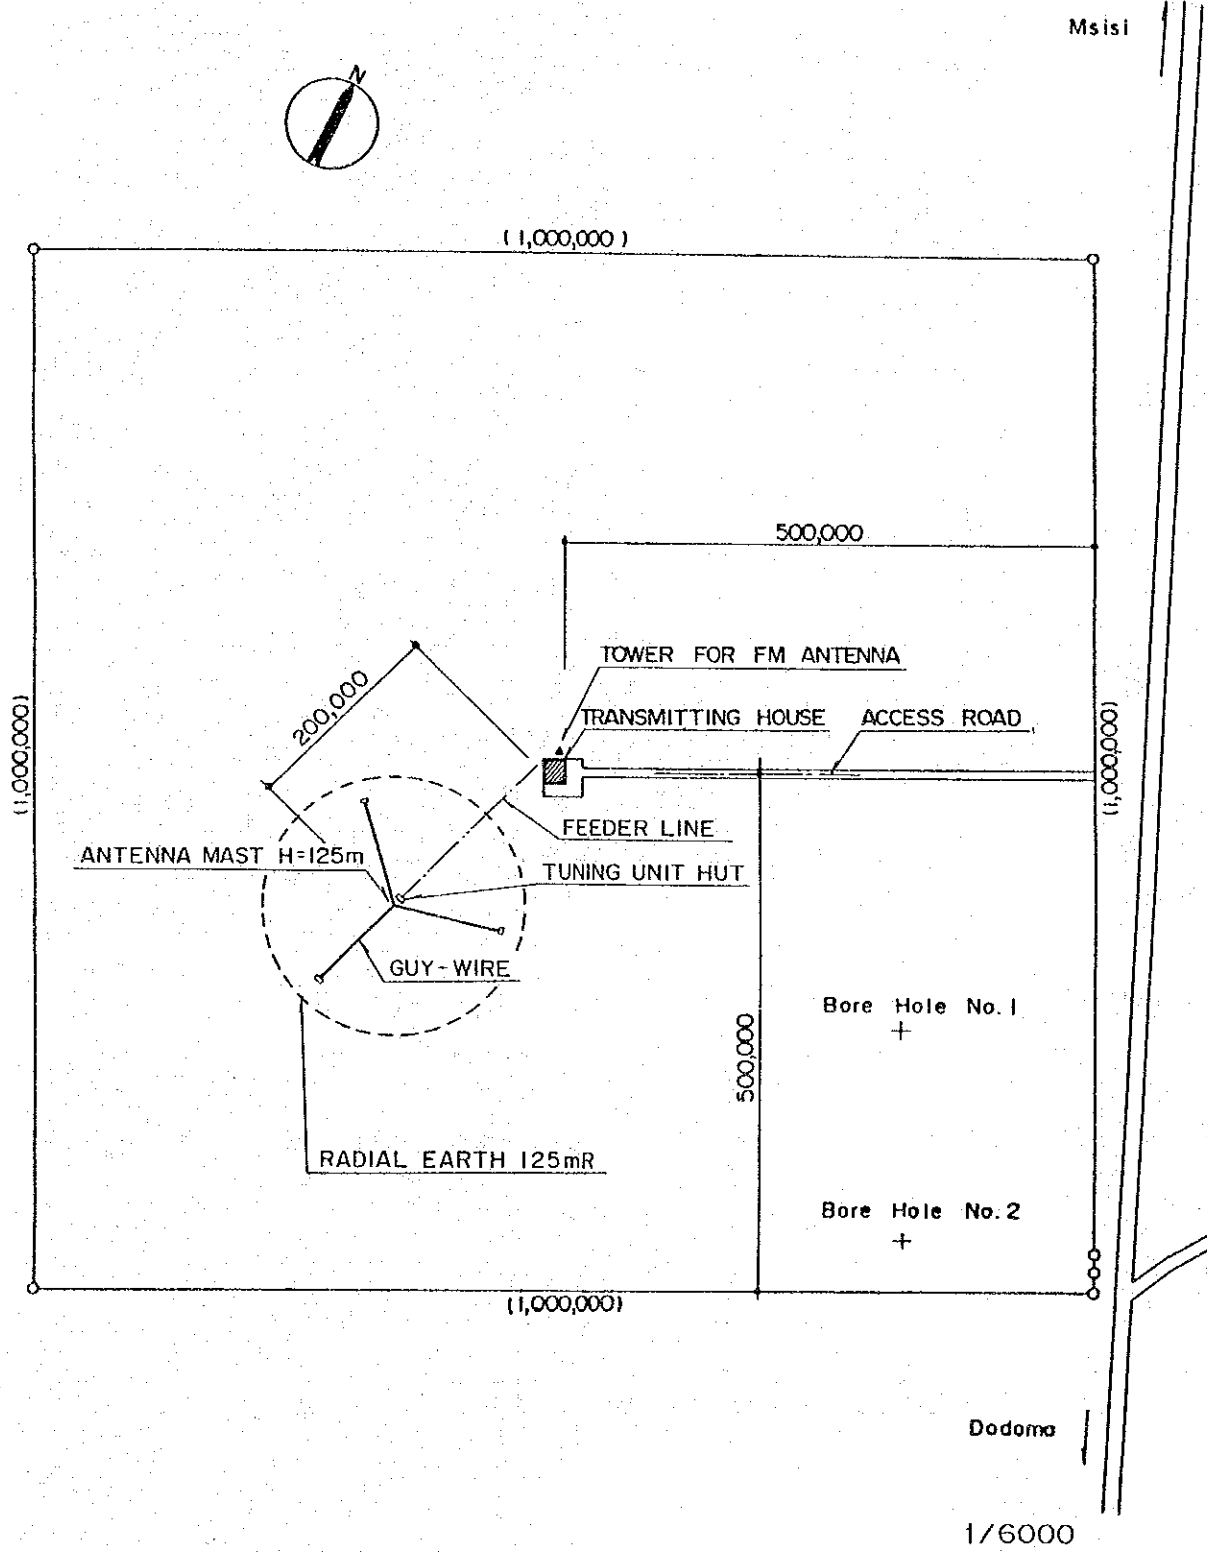 Msisi
N
(1,000,000)
500,000
TOWER FOR FM ANTENNA
200,000
TRANSMITTING HOUSE
ACCESS ROAD
(1,000,000)
(1,000,000)
FEEDER LINE
ANTENNA MAST H=125m
TUNING UNIT HUT
GUY-WIRE
Bore Hole No. 1
500,000
RADIAL EARTH 125mR
Bore Hole No. 2
(1,000,000)
Dodoma
1/6000